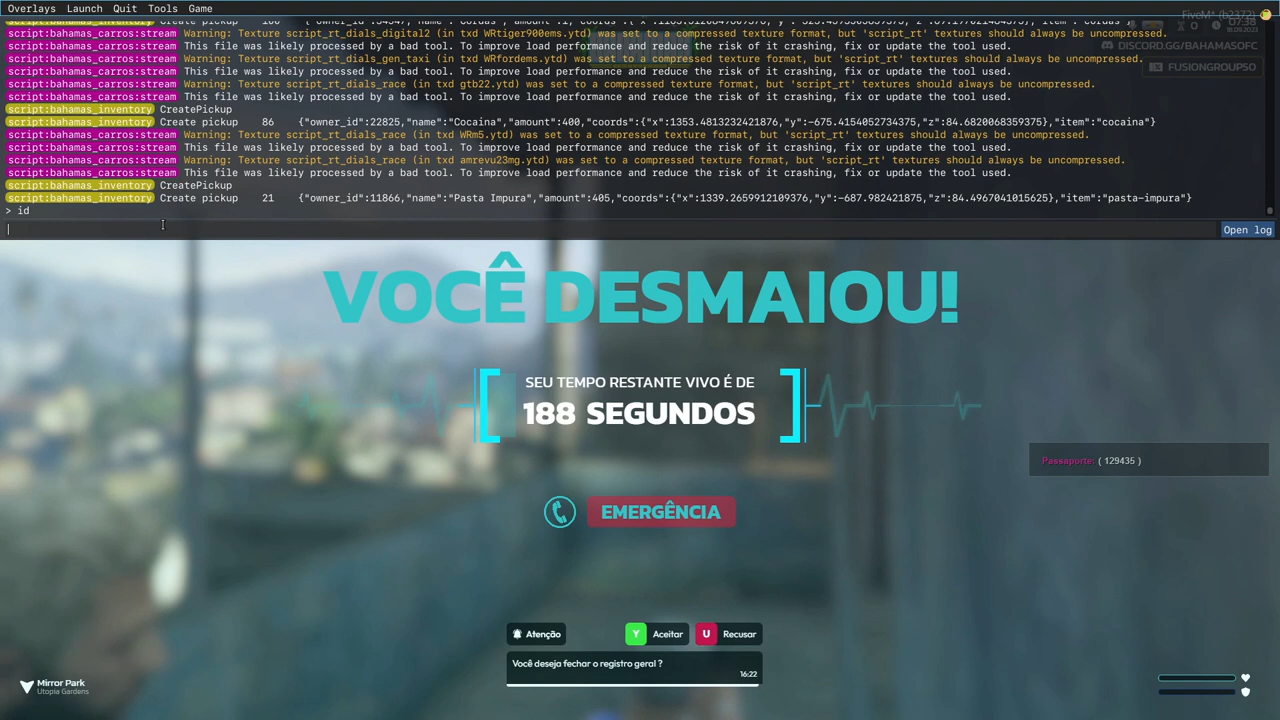 Overlays Launch Quit Tools Game
FiveM* (b2372)
script:bahamas_carros:stream Warning: Texture script_rt_dials_digital2 (in txd WRtiger900ems.ytd) was set to a compressed texture format, but 'script_rt' textures should always be uncompressed.
script:bahamas_carros:stream This file was likely processed by a bad tool. To improve load performance and reduce the risk of it crashing, fix or update the tool used.
DISCORD.GG/BAHAMASOFC
script:bahamas_carros:stream Warning: Texture script_rt_dials_gen_taxi (in txd WRfordems.ytd) was set to a compressed texture format, but 'script_rt' textures should always be uncompressed.
script:bahamas_carros:stream This file was likely processed by a bad tool. To improve load performance and reduce the risk of it crashing, fix or update the tool used.
FUSIONGROUP50
script:bahamas_carros:stream Warning: Texture script_rt_dials_race (in txd gtb22.ytd) was set to a compressed texture format, but 'script_rt' textures should always be uncompressed.
script:bahamas_carros:stream This file was likely processed by a bad tool. To improve load performance and reduce the risk of it crashing, fix or update the tool used.
script:bahamas_inventory CreatePickup
script:bahamas_inventory Create pickup 86 {"owner_id":22825,"name":"Cocaina","amount":400,"coords":{"x":1353.4813232421876,"y":-675.4154052734375,"z":84.6820068359375},"item":"cocaina"}
script:bahamas_carros:stream Warning: Texture script_rt_dials_race (in txd WRm5.ytd) was set to a compressed texture format, but 'script_rt' textures should always be uncompressed.
script:bahamas_carros:stream This file was likely processed by a bad tool. To improve load performance and reduce the risk of it crashing, fix or update the tool used.
script:bahamas_carros:stream Warning: Texture script_rt_dials_race (in txd amrevu23mg.ytd) was set to a compressed texture format, but 'script_rt' textures should always be uncompressed.
script:bahamas_carros:stream This file was likely processed by a bad tool. To improve load performance and reduce the risk of it crashing, fix or update the tool used.
script:bahamas_inventory CreatePickup
script:bahamas_inventory Create pickup 21 {"owner_id":11866,"name":"Pasta Impura","amount":405,"coords":{"x":1339.2659912109376,"y":-687.982421875,"z":84.4967041015625},"item":"pasta-impura"}
> id
Open log
VOCÊ DESMAIOU!
SEU TEMPO RESTANTE VIVO É DE
188 SEGUNDOS
Passaporte: ( 129435 )
EMERGÊNCIA
Atenção Y Aceitar U Recusar
Você deseja fechar o registro geral ?
16:22
Mirror Park
Utopia Gardens